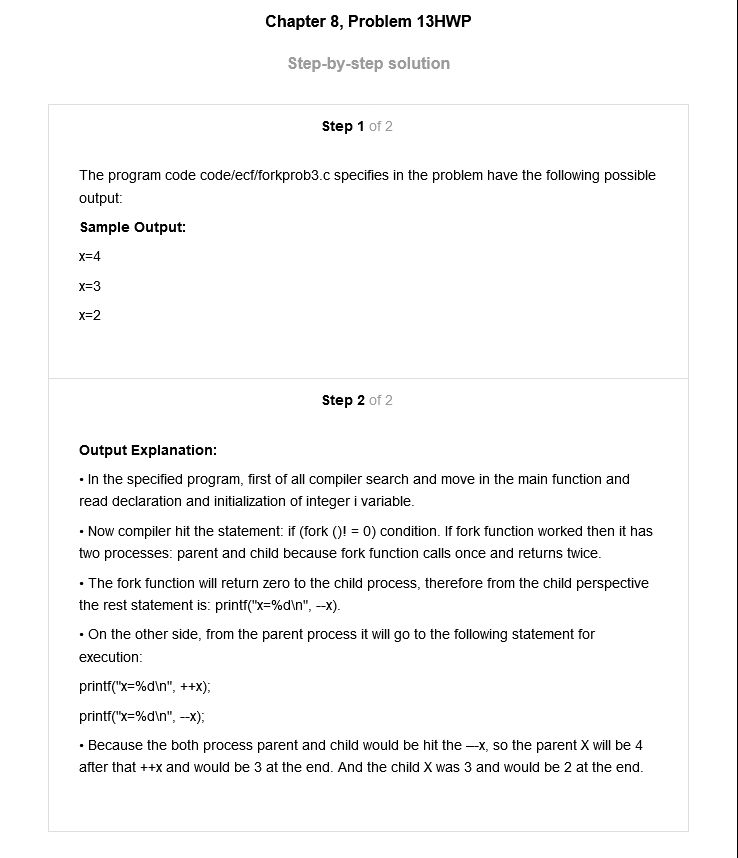 Chapter 8, Problem 13HWP
Step-by-step solution
Step 1 of 2
The program code code/ecf/forkprob3.c specifies in the problem have the following possible
output:
Sample Output:
x=4
x=3
x=2
Step 2 of 2
Output Explanation:
• In the specified program, first of all compiler search and move in the main function and
read declaration and initialization of integer i variable.
• Now compiler hit the statement: if (fork ()! = 0) condition. If fork function worked then it has
two processes: parent and child because fork function calls once and returns twice.
• The fork function will return zero to the child process, therefore from the child perspective
the rest statement is: printf("x=%d\n", --x).
• On the other side, from the parent process it will go to the following statement for
execution:
printf("x=%d\n", ++x);
printf("x=%d\n", --x);
• Because the both process parent and child would be hit the —-x, so the parent X will be 4
after that ++x and would be 3 at the end. And the child X was 3 and would be 2 at the end.